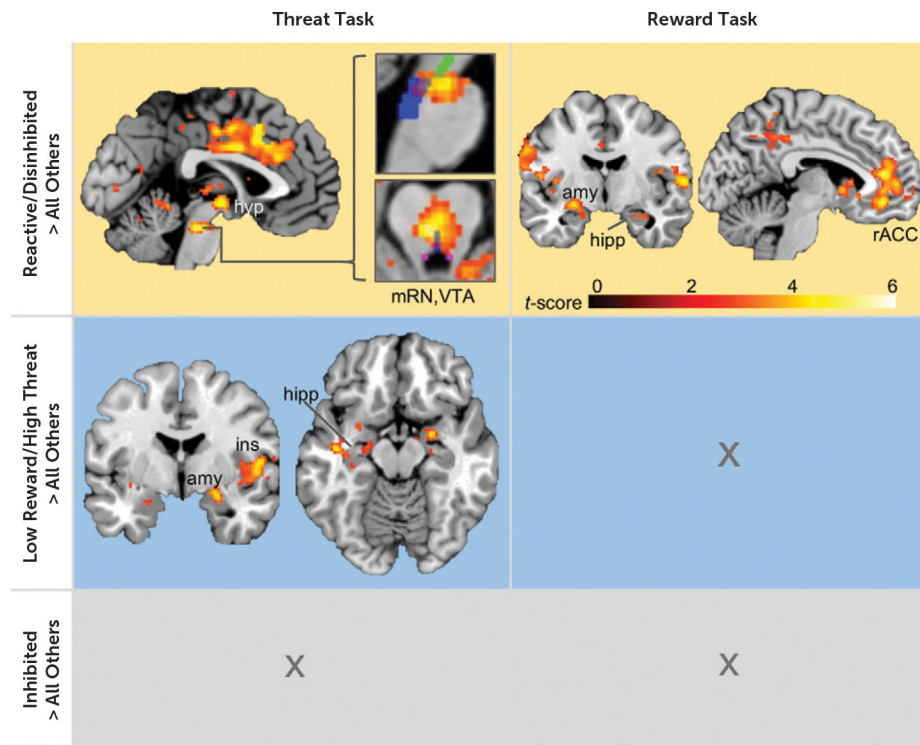 Threat Task
Reward Task
Reactive/Disinhibited
> All Others
hyp
mRN,VTA
amy
hipp
rACC
t-score
0
2
4
6
Low Reward/High Threat
> All Others
hipp
ins
amy
X
Inhibited
> All Others
X
X